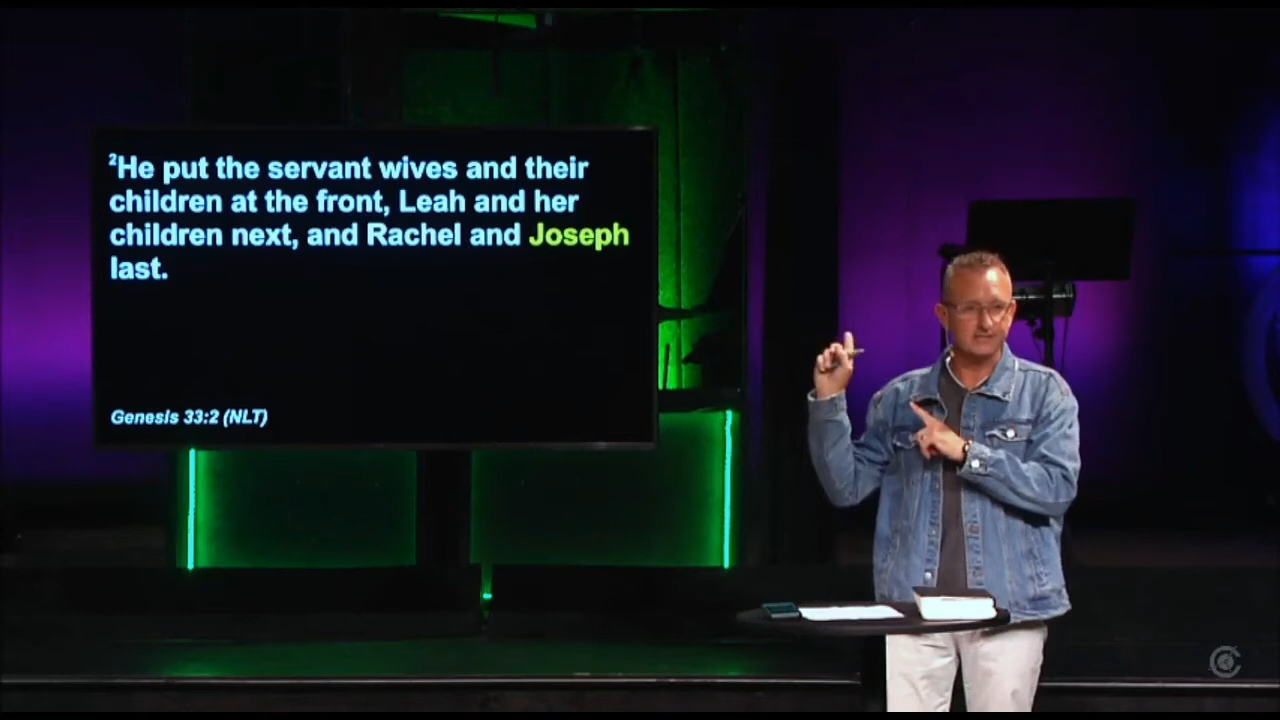 ²He put the servant wives and their
children at the front, Leah and her
children next, and Rachel and Joseph
last.
Genesis 33:2 (NLT)